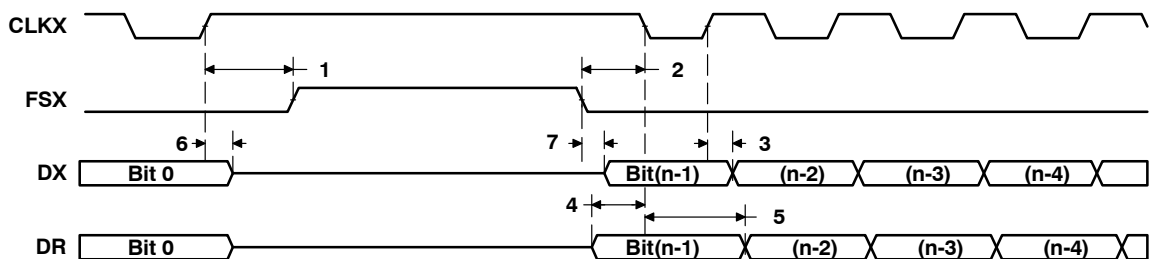 CLKX
1 2
FSX
6 7 3
DX Bit 0 Bit(n-1) (n-2) (n-3) (n-4)
4 5
DR Bit 0 Bit(n-1) (n-2) (n-3) (n-4)